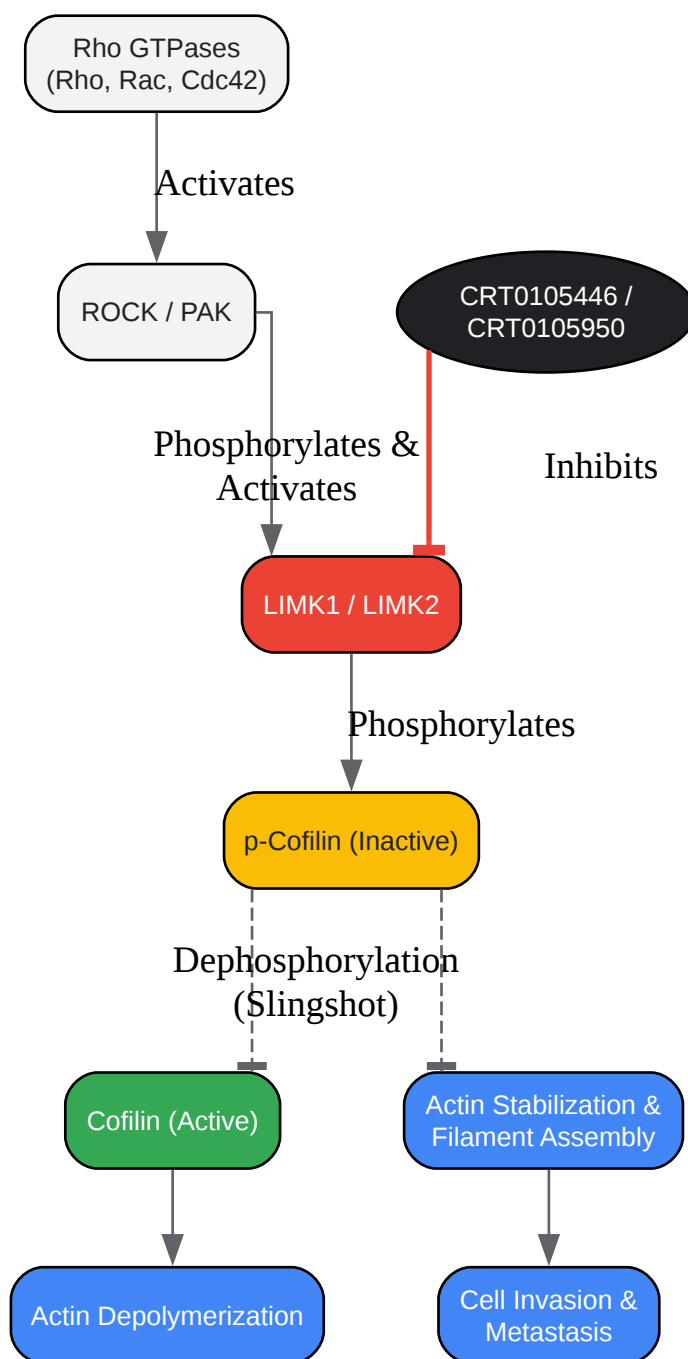 Rho GTPases
(Rho, Rac, Cdc42)
Activates
ROCK / PAK
CRT0105446 /
CRT0105950
Phosphorylates &
Activates
Inhibits
LIMK1 / LIMK2
Phosphorylates
p-Cofilin (Inactive)
Dephosphorylation
(Slingshot)
Cofilin (Active)
Actin Stabilization &
Filament Assembly
Actin Depolymerization
Cell Invasion &
Metastasis